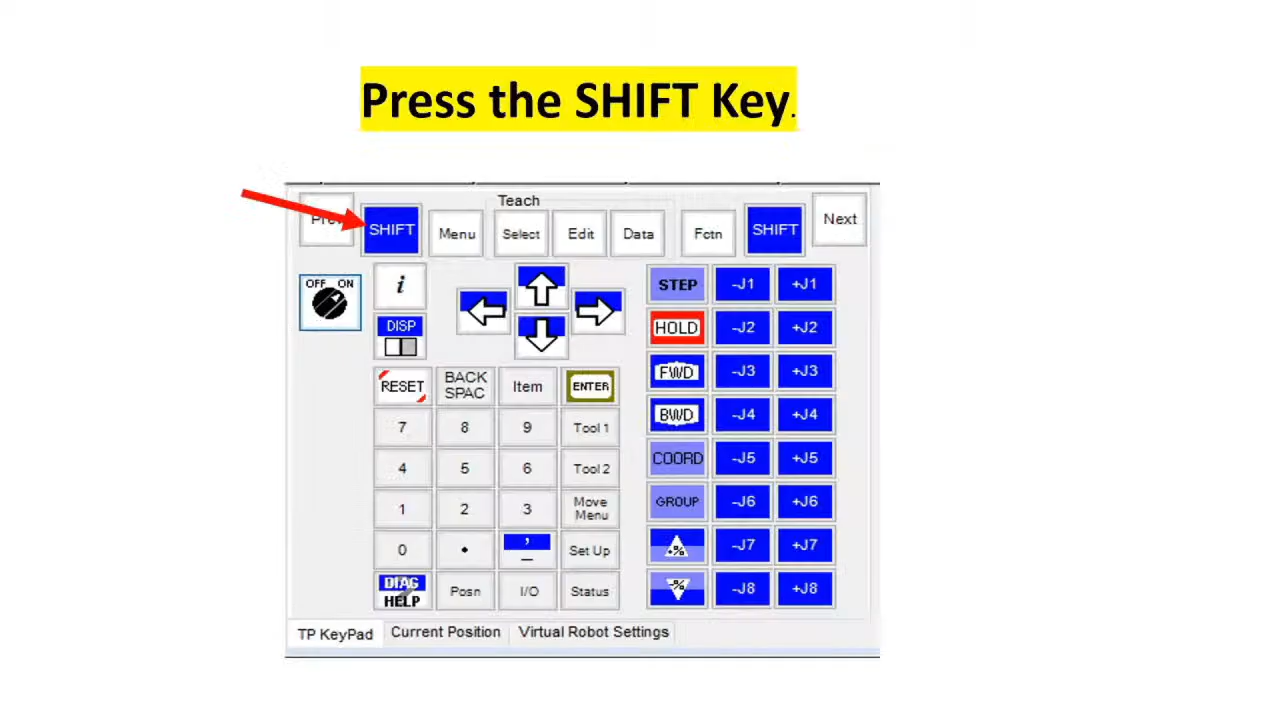 Press the SHIFT Key.
Teach
SHIFT Menu Select Edit Data Fctn SHIFT Next
OFF ON i STEP -J1 +J1
DISP HOLD -J2 +J2
RESET BACK SPAC Item ENTER FWD -J3 +J3
7 8 9 Tool 1 BWD -J4 +J4
4 5 6 Tool 2 COORD -J5 +J5
1 2 3 Move Menu GROUP -J6 +J6
0 . , _ Set Up +% -J7 +J7
DIAG HELP Posn I/O Status -% -J8 +J8
TP KeyPad Current Position Virtual Robot Settings